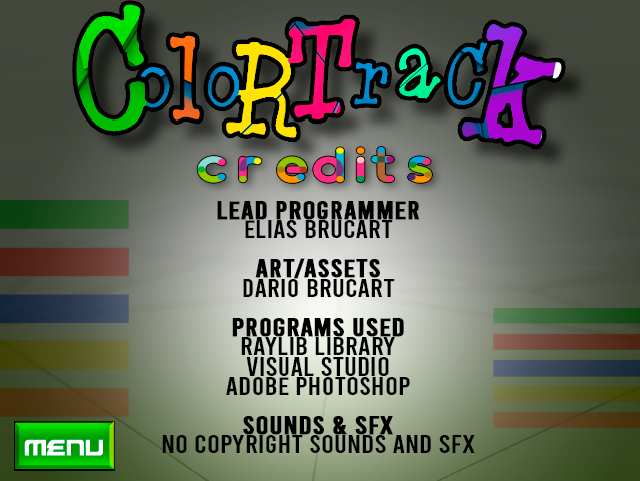 ColorTrack
credits
LEAD PROGRAMMER
ELIAS BRUCART
ART/ASSETS
DARIO BRUCART
PROGRAMS USED
RAYLIB LIBRARY
VISUAL STUDIO
ADOBE PHOTOSHOP
SOUNDS & SFX
NO COPYRIGHT SOUNDS AND SFX
MENU